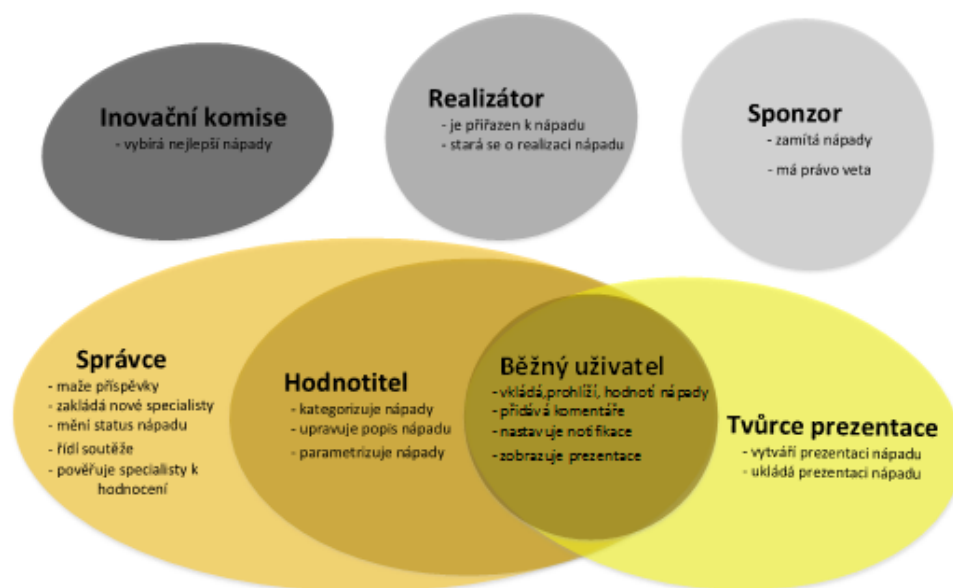 Inovační komise
- vybírá nejlepší nápady
Realizátor
- je přiřazen k nápadu
- stará se o realizaci nápadu
Sponzor
- zamítá nápady
- má právo veta
Správce
- maže příspěvky
- zakládá nové specialisty
- mění status nápadu
- řídí soutěže
- pověřuje specialisty k
hodnocení
Hodnotitel
- kategorizuje nápady
- upravuje popis nápadu
- parametrizuje nápady
Běžný uživatel
- vkládá,prohlíží, hodnotí nápady
- přidává komentáře
- nastavuje notifikace
- zobrazuje prezentace
Tvůrce prezentace
- vytváří prezentaci nápadu
- ukládá prezentaci nápadu